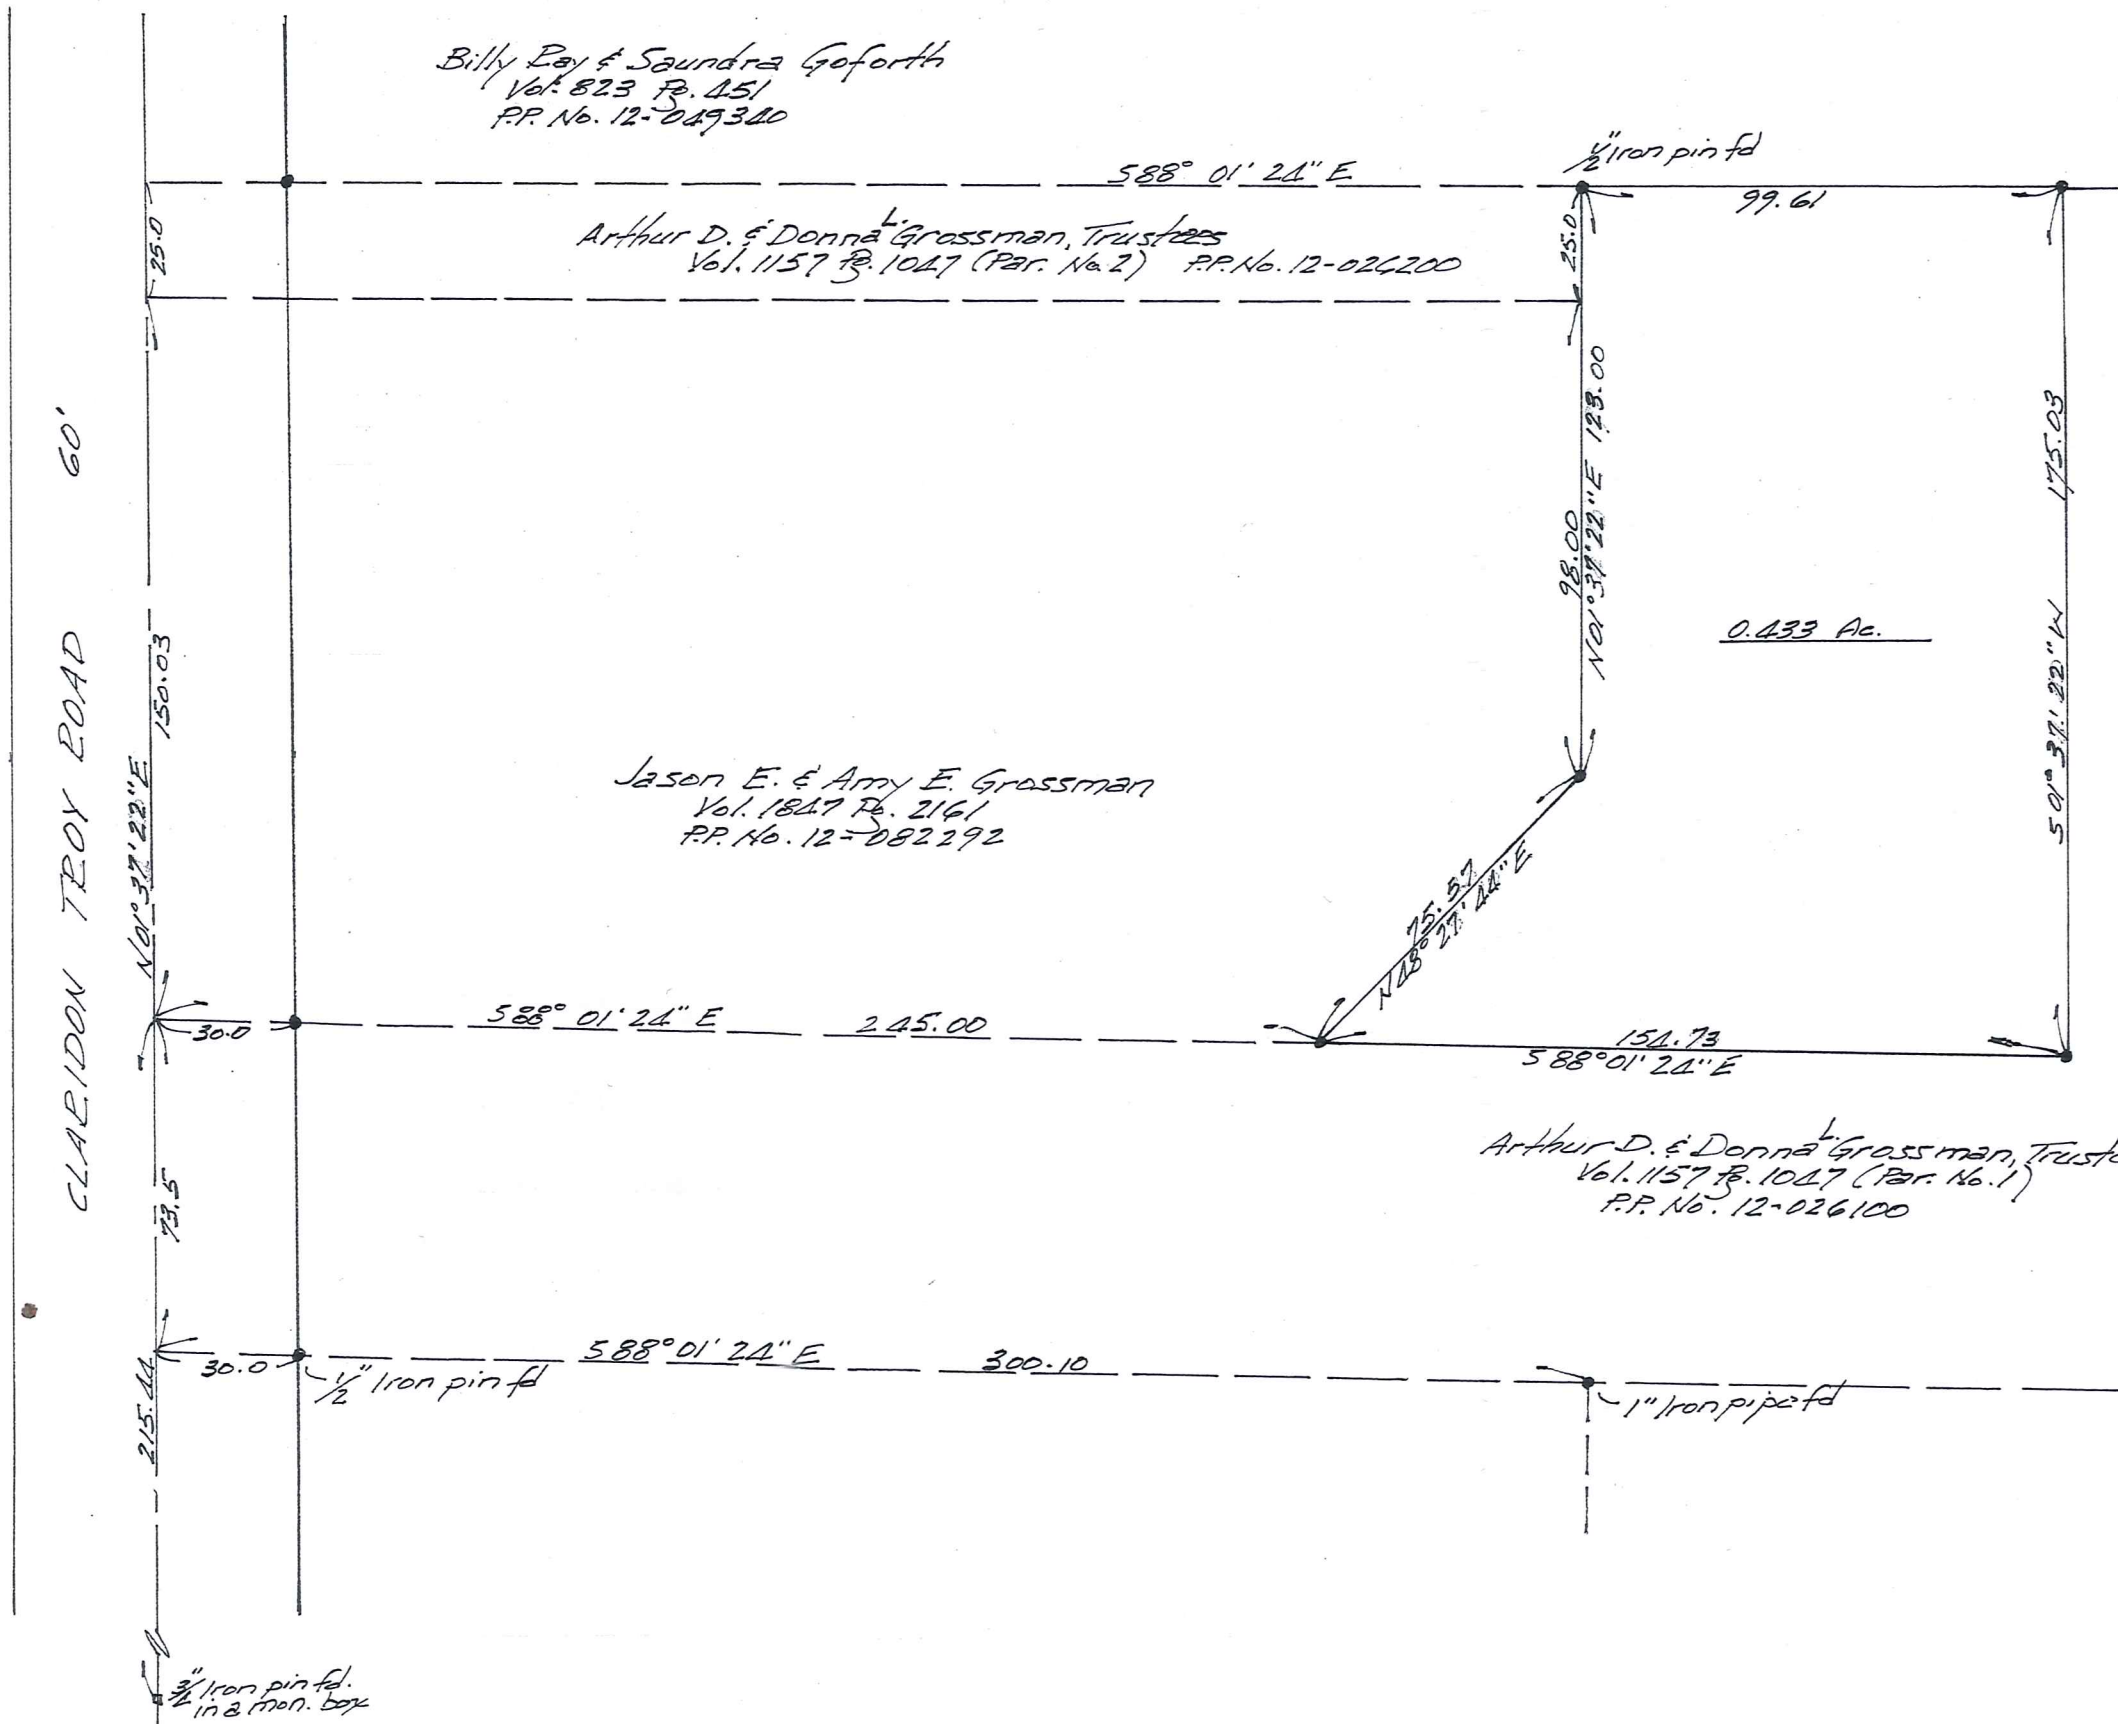 Billy Ray & Saundra Goforth
Vol. 823 Pg. 451
P.P. No. 12-049340
1/2" Iron pin fd
S88° 01' 24" E
99.61
25.0
Arthur D. & Donna L. Grossman, Trustees
Vol. 1157 Pg. 1047 (Par. No. 2) P.P. No. 12-026200
25.0
CLARIDON TROY ROAD 60'
N01°37'22"E
150.03
98.00
N01°37'22"E 123.00
0.433 Ac.
S01°37'22"W 175.03
Jason E. & Amy E. Grossman
Vol. 1847 Pg. 2161
P.P. No. 12-082292
75.57
N48°27'44"E
30.0
S88° 01' 24" E 245.00
154.73
S88°01'24"E
Arthur D. & Donna L. Grossman,
Vol. 1157 Pg. 1047 (Par. No. 1)
P.P. No. 12-026100
73.5
30.0
S88°01'24"E 300.10
1/2" Iron pin fd
1" Iron pipe fd
215.44
3/4" Iron pin fd.
in a mon. box